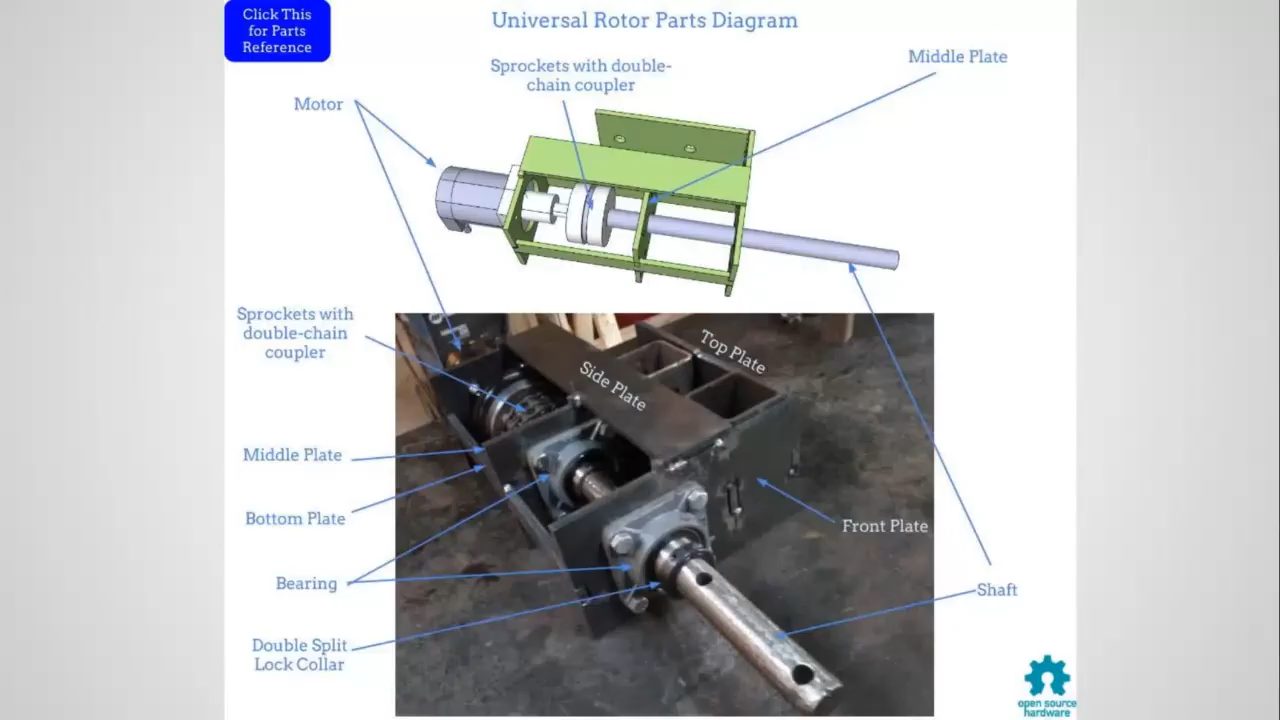 Click This
for Parts
Reference
Universal Rotor Parts Diagram
Middle Plate
Sprockets with double-
chain coupler
Motor
Sprockets with
double-chain
coupler
Top Plate
Side Plate
Middle Plate
Bottom Plate
Front Plate
Bearing
Shaft
Double Split
Lock Collar
open source
hardware